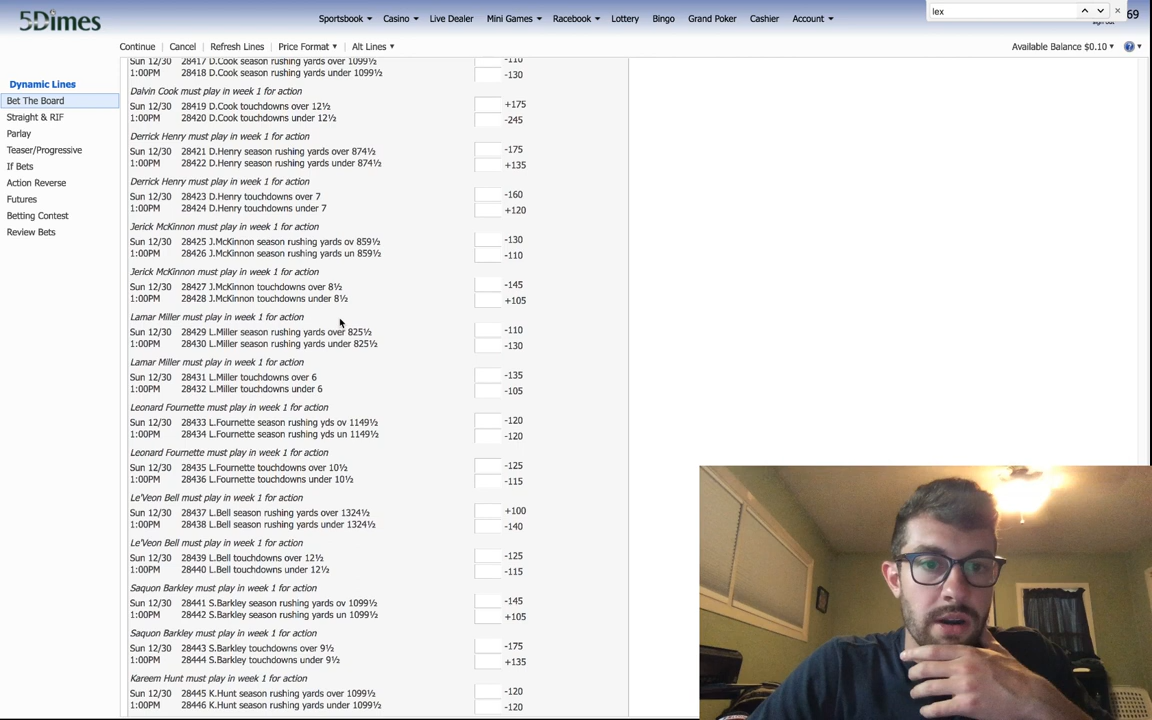 5Dimes
Sportsbook Casino Live Dealer Mini Games Racebook Lottery Bingo Grand Poker Cashier Account
lex
69
Continue Cancel Refresh Lines Price Format Alt Lines
Available Balance $0.10
Dynamic Lines
Bet The Board
Straight & RIF
Parlay
Teaser/Progressive
If Bets
Action Reverse
Futures
Betting Contest
Review Bets
Sun 12/30 28417 D.Cook season rushing yards over 1099½ -110
1:00PM 28418 D.Cook season rushing yards under 1099½ -130
Dalvin Cook must play in week 1 for action
Sun 12/30 28419 D.Cook touchdowns over 12½ +175
1:00PM 28420 D.Cook touchdowns under 12½ -245
Derrick Henry must play in week 1 for action
Sun 12/30 28421 D.Henry season rushing yards over 874½ -175
1:00PM 28422 D.Henry season rushing yards under 874½ +135
Derrick Henry must play in week 1 for action
Sun 12/30 28423 D.Henry touchdowns over 7 -160
1:00PM 28424 D.Henry touchdowns under 7 +120
Jerick McKinnon must play in week 1 for action
Sun 12/30 28425 J.McKinnon season rushing yards ov 859½ -130
1:00PM 28426 J.McKinnon season rushing yards un 859½ -110
Jerick McKinnon must play in week 1 for action
Sun 12/30 28427 J.McKinnon touchdowns over 8½ -145
1:00PM 28428 J.McKinnon touchdowns under 8½ +105
Lamar Miller must play in week 1 for action
Sun 12/30 28429 L.Miller season rushing yards over 825½ -110
1:00PM 28430 L.Miller season rushing yards under 825½ -130
Lamar Miller must play in week 1 for action
Sun 12/30 28431 L.Miller touchdowns over 6 -135
1:00PM 28432 L.Miller touchdowns under 6 -105
Leonard Fournette must play in week 1 for action
Sun 12/30 28433 L.Fournette season rushing yds ov 1149½ -120
1:00PM 28434 L.Fournette season rushing yds un 1149½ -120
Leonard Fournette must play in week 1 for action
Sun 12/30 28435 L.Fournette touchdowns over 10½ -125
1:00PM 28436 L.Fournette touchdowns under 10½ -115
Le'Veon Bell must play in week 1 for action
Sun 12/30 28437 L.Bell season rushing yards over 1324½ +100
1:00PM 28438 L.Bell season rushing yards under 1324½ -140
Le'Veon Bell must play in week 1 for action
Sun 12/30 28439 L.Bell touchdowns over 12½ -125
1:00PM 28440 L.Bell touchdowns under 12½ -115
Saquon Barkley must play in week 1 for action
Sun 12/30 28441 S.Barkley season rushing yards ov 1099½ -145
1:00PM 28442 S.Barkley season rushing yards un 1099½ +105
Saquon Barkley must play in week 1 for action
Sun 12/30 28443 S.Barkley touchdowns over 9½ -175
1:00PM 28444 S.Barkley touchdowns under 9½ +135
Kareem Hunt must play in week 1 for action
Sun 12/30 28445 K.Hunt season rushing yards over 1099½ -120
1:00PM 28446 K.Hunt season rushing yards under 1099½ -120